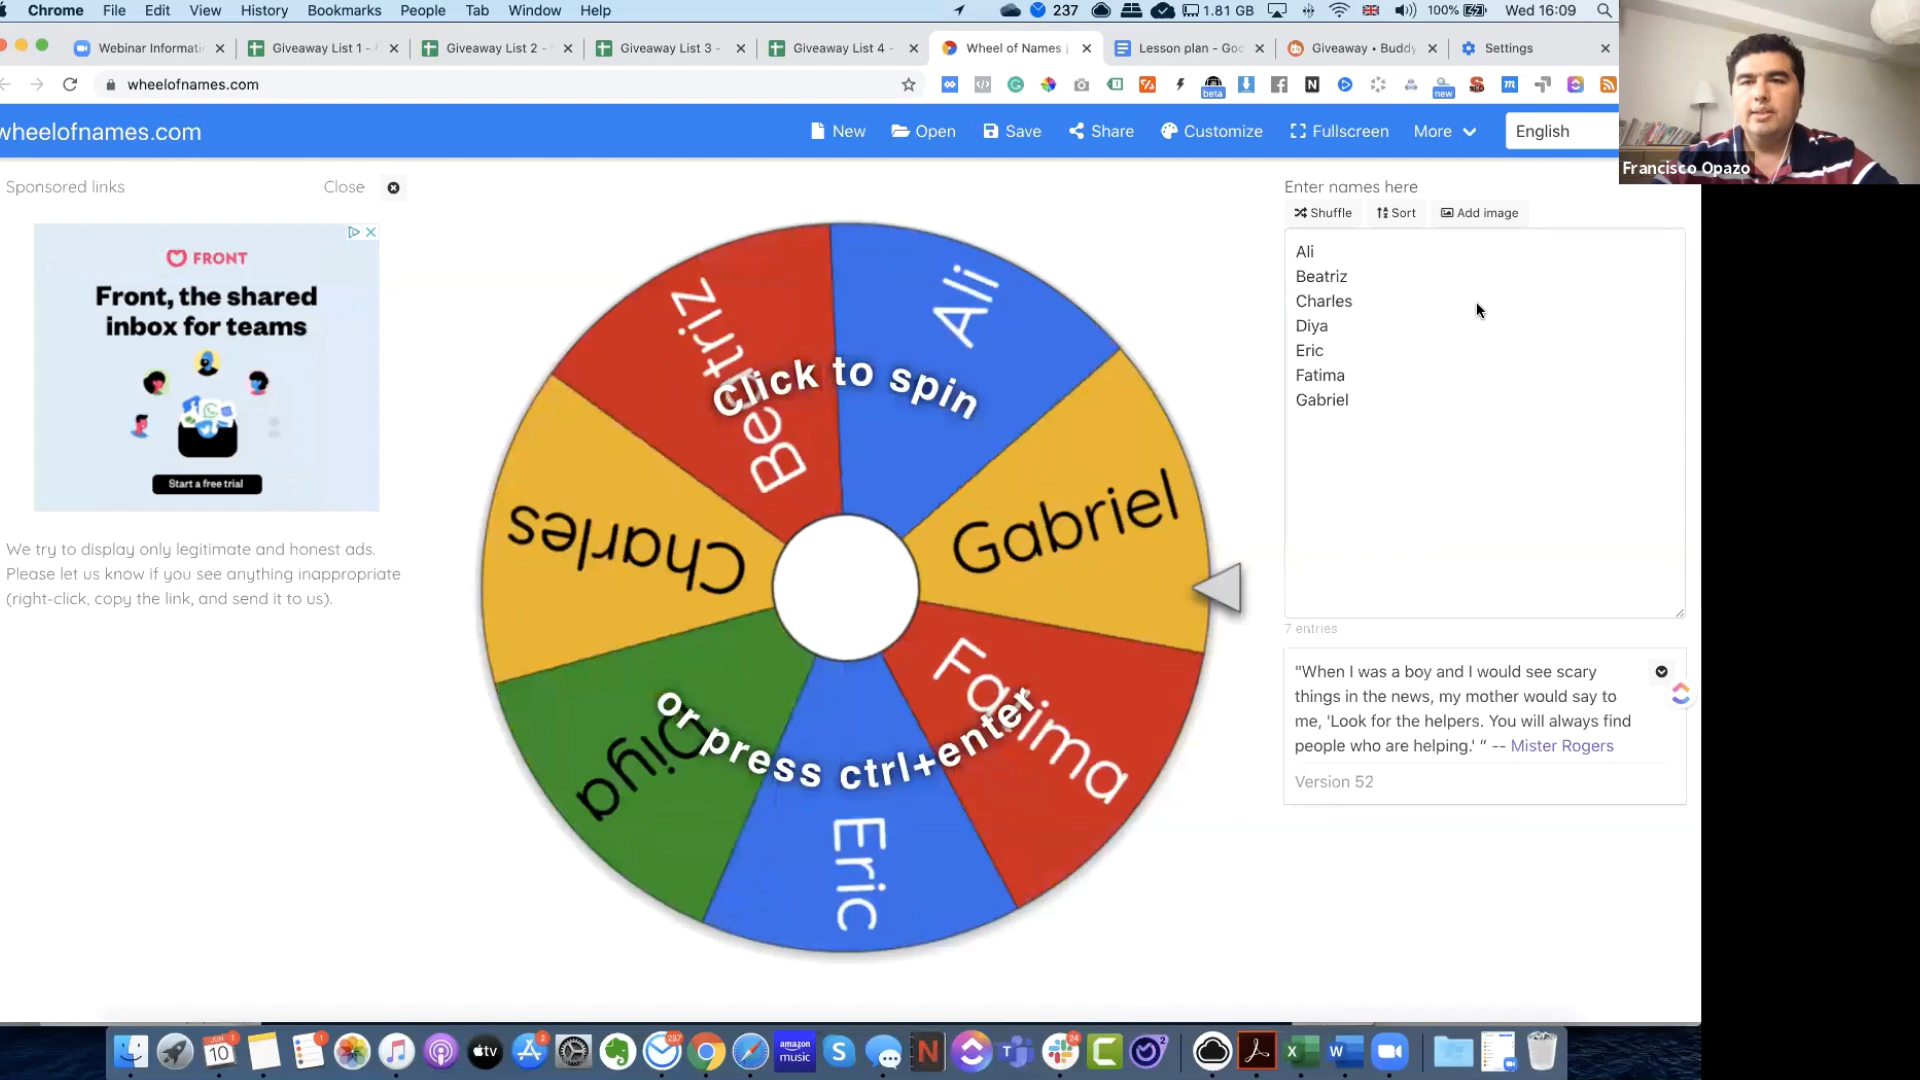 Chrome File Edit View History Bookmarks People Tab Window Help 237 1.81 GB 100% Wed 16:09
Webinar Informati Giveaway List 1 - Giveaway List 2 - Giveaway List 3 - Giveaway List 4 - Wheel of Names | Lesson plan - Goo Giveaway • Buddy Settings
wheelofnames.com
beta
new
wheelofnames.com New Open Save Share Customize Fullscreen More English
Francisco Opazo
Sponsored links Close
FRONT
Front, the shared
inbox for teams
Start a free trial
We try to display only legitimate and honest ads.
Please let us know if you see anything inappropriate
(right-click, copy the link, and send it to us).
Ali
Beatriz
Click to spin
Gabriel
Charles
Fatima
Diya
or press ctrl+enter
Eric
Enter names here
Shuffle Sort Add image
Ali
Beatriz
Charles
Diya
Eric
Fatima
Gabriel
7 entries
"When I was a boy and I would see scary
things in the news, my mother would say to
me, 'Look for the helpers. You will always find
people who are helping.' " -- Mister Rogers
Version 52
JUN
10
tv
amazon
music